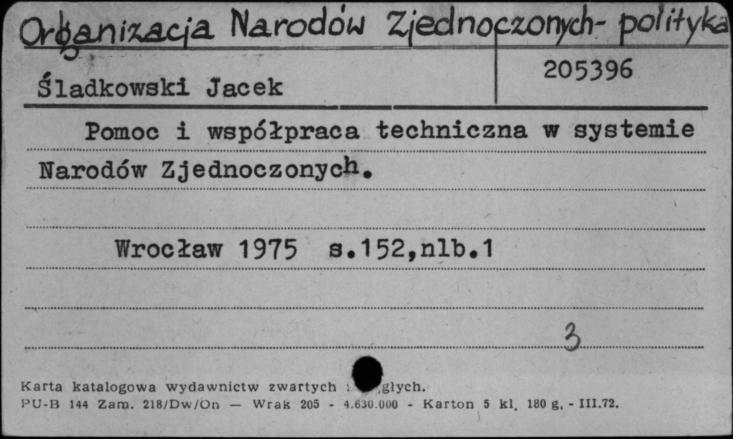 Organizacja Narodów Zjednoczonych- polityka
205396
Śladkowski Jacek
Pomoc i współpraca techniczna w systemie
Narodów Zjednoczonych.
Wrocław 1975 s.152,nlb.1
3
Karta katalogowa wydawnictw zwartych głych.
PU-B 144 Zam. 218/Dw/On — Wrak 205 - 4.630.000 - Karton 5 kl. 180 g. - III.72.